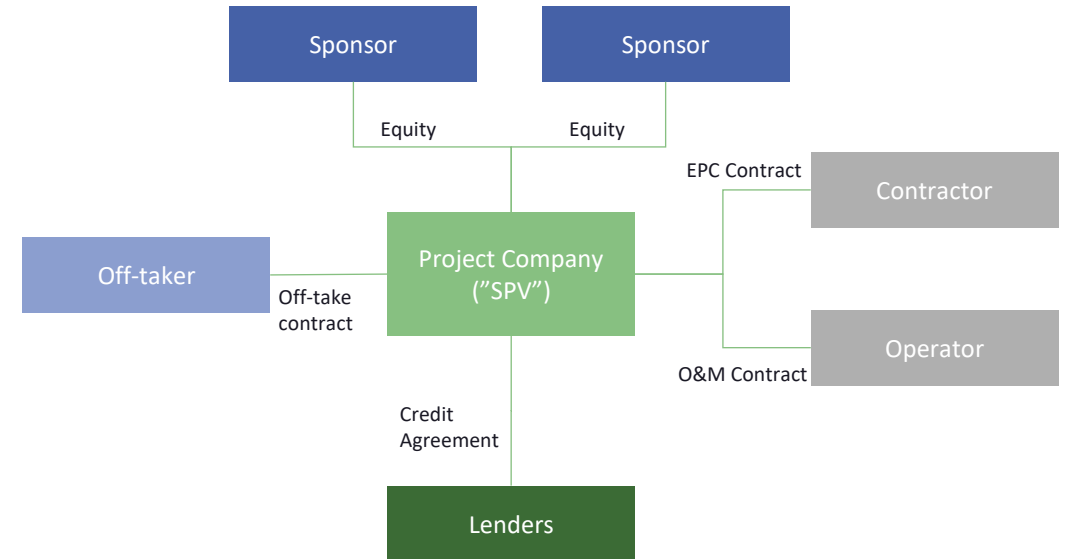 Sponsor
Sponsor
Equity
Equity
EPC Contract
Contractor
Project Company
(”SPV”)
Off-taker
Off-take
contract
Operator
O&M Contract
Credit
Agreement
Lenders